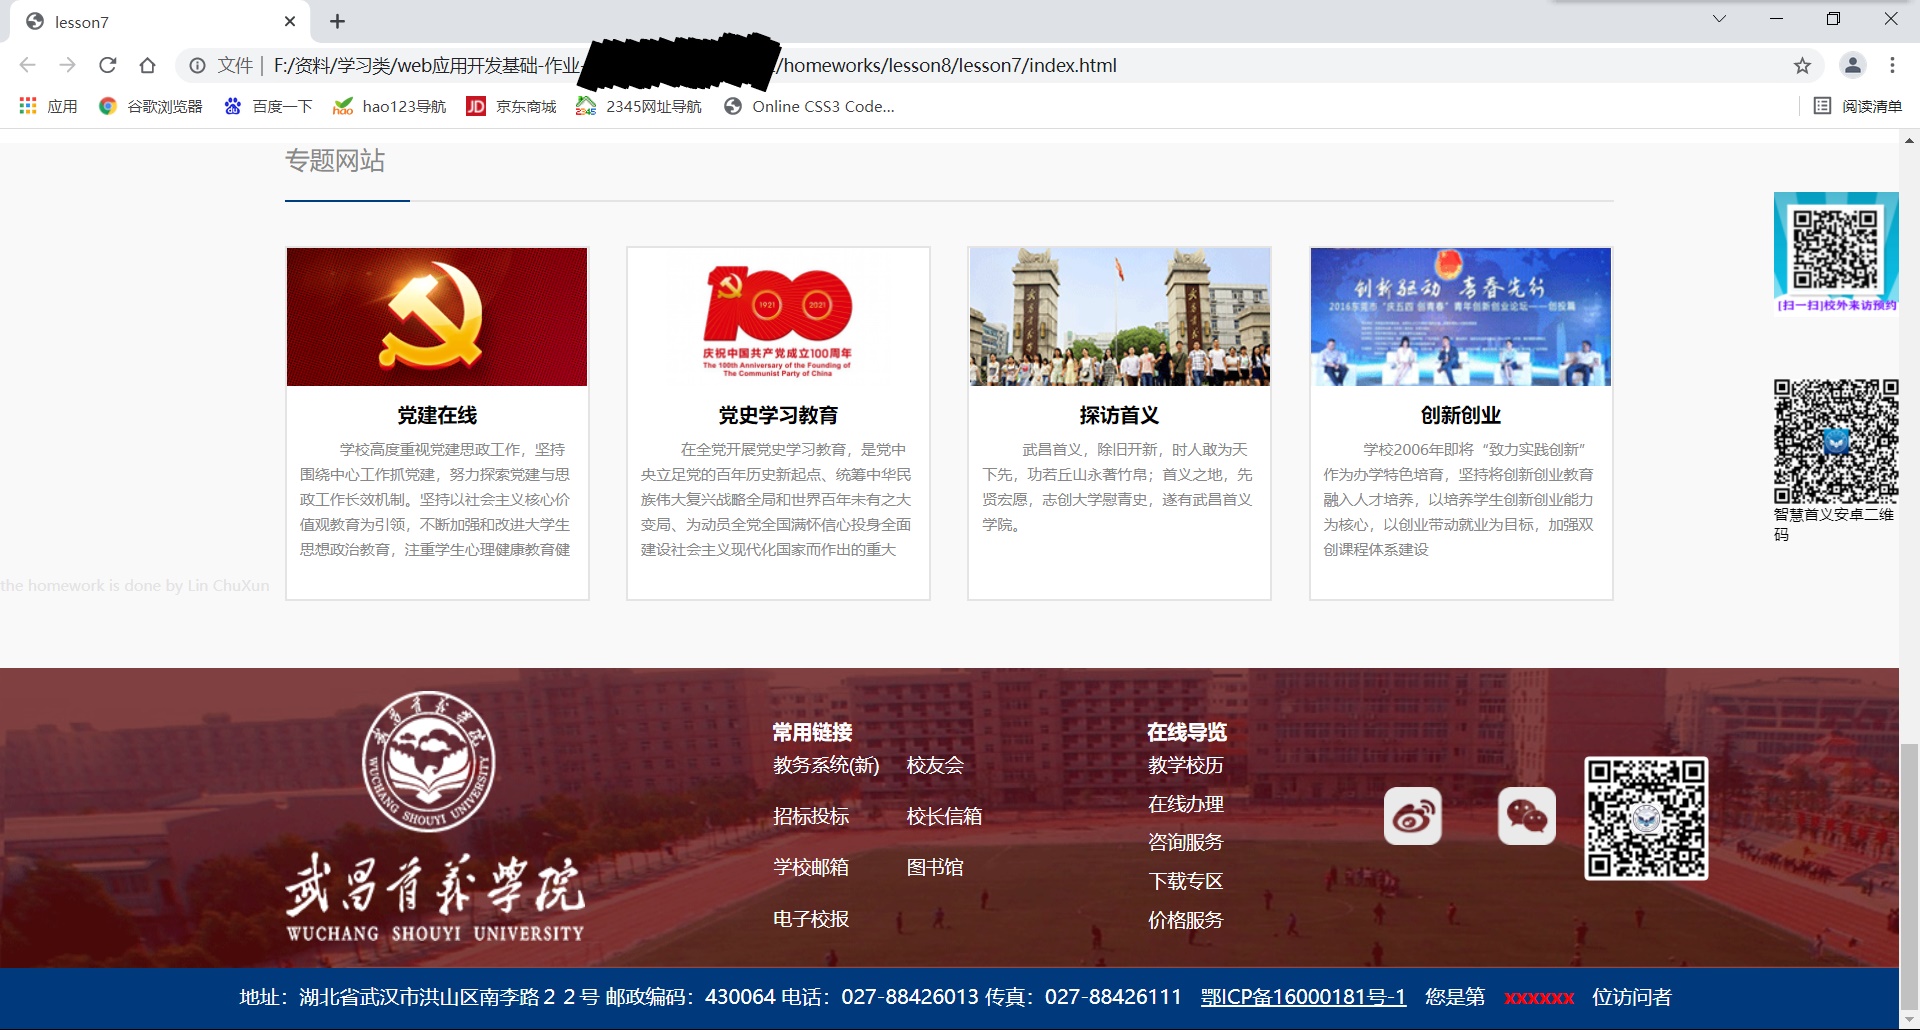 lesson7
文件 | F:/资料/学习类/web应用开发基础-作业- /homeworks/lesson8/lesson7/index.html
应用 谷歌浏览器 百度一下 hao123导航 京东商城 2345网址导航 Online CSS3 Code... 阅读清单
专题网站
1921 2021
庆祝中国共产党成立100周年
The 100th Anniversary of the Founding of
The Communist Party of China
创新驱动 青春先行
2016东莞市“庆五四 创青春”青年创新创业论坛——创投篇
[扫一扫]校外来访预约
党建在线
学校高度重视党建思政工作，坚持
围绕中心工作抓党建，努力探索党建与思
政工作长效机制。坚持以社会主义核心价
值观教育为引领，不断加强和改进大学生
思想政治教育，注重学生心理健康教育健
党史学习教育
在全党开展党史学习教育，是党中
央立足党的百年历史新起点、统筹中华民
族伟大复兴战略全局和世界百年未有之大
变局、为动员全党全国满怀信心投身全面
建设社会主义现代化国家而作出的重大
探访首义
武昌首义，除旧开新，时人敢为天
下先，功若丘山永著竹帛；首义之地，先
贤宏愿，志创大学慰青史，遂有武昌首义
学院。
创新创业
学校2006年即将“致力实践创新”
作为办学特色培育，坚持将创新创业教育
融入人才培养，以培养学生创新创业能力
为核心，以创业带动就业为目标，加强双
创课程体系建设
智慧首义安卓二维
码
the homework is done by Lin ChuXun
武昌首义学院
WUCHANG SHOUYI UNIVERSITY
武昌首义学院
WUCHANG SHOUYI UNIVERSITY
常用链接
教务系统(新) 校友会
招标投标 校长信箱
学校邮箱 图书馆
电子校报
在线导览
教学校历
在线办理
咨询服务
下载专区
价格服务
地址：湖北省武汉市洪山区南李路２２号 邮政编码：430064 电话：027-88426013 传真：027-88426111 鄂ICP备16000181号-1 您是第 xxxxxx 位访问者